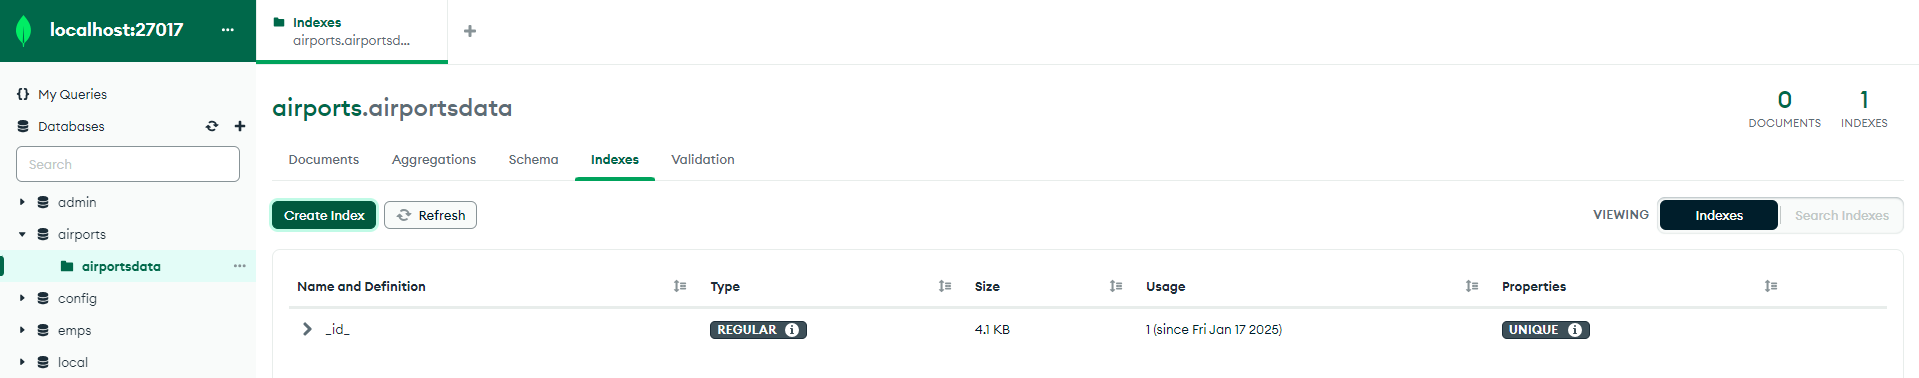 localhost:27017
...
Indexes
airports.airportsd...
{} My Queries
Databases
Search
admin
airports
airportsdata
...
config
emps
local
airports.airportsdata
0
DOCUMENTS
1
INDEXES
Documents Aggregations Schema Indexes Validation
Create Index Refresh
VIEWING Indexes Search Indexes
Name and Definition Type Size Usage Properties
_id_ REGULAR 4.1 KB 1 (since Fri Jan 17 2025) UNIQUE